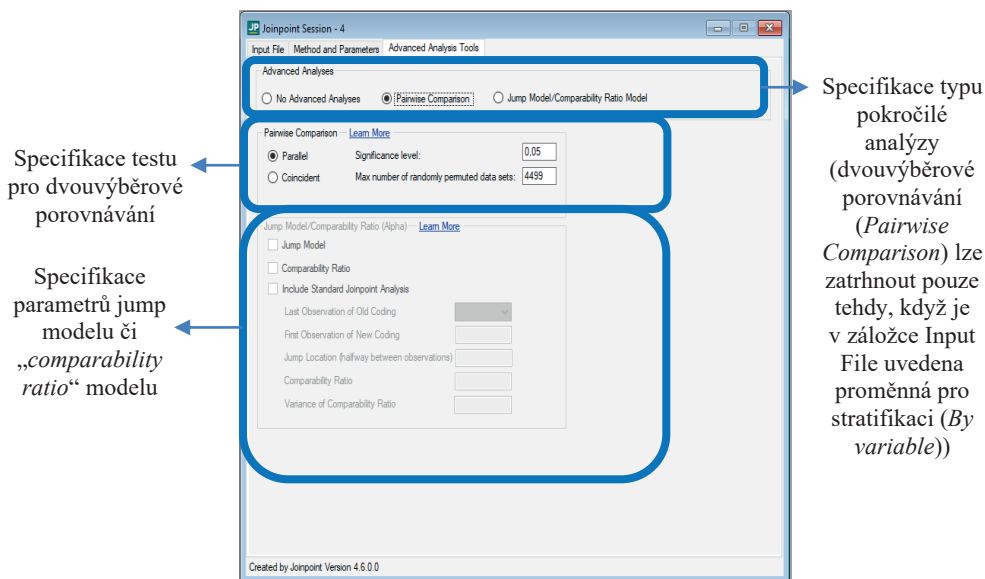 Joinpoint Session - 4
Input File Method and Parameters Advanced Analysis Tools
Advanced Analyses
No Advanced Analyses Pairwise Comparison Jump Model/Comparability Ratio Model
Pairwise Comparison Learn More
Parallel Significance level: 0,05
Coincident Max number of randomly permuted data sets: 4499
Jump Model/Comparability Ratio (Alpha) Learn More
Jump Model
Comparability Ratio
Include Standard Joinpoint Analysis
Last Observation of Old Coding
First Observation of New Coding
Jump Location (halfway between observations)
Comparability Ratio
Variance of Comparability Ratio
Created by Joinpoint Version 4.6.0.0
Specifikace testu
pro dvouvýběrové
porovnávání
Specifikace
parametrů jump
modelu či
„comparability
ratio“ modelu
Specifikace typu
pokročilé
analýzy
(dvouvýběrové
porovnávání
(Pairwise
Comparison) lze
zatrhnout pouze
tehdy, když je
v záložce Input
File uvedena
proměnná pro
stratifikaci (By
variable))